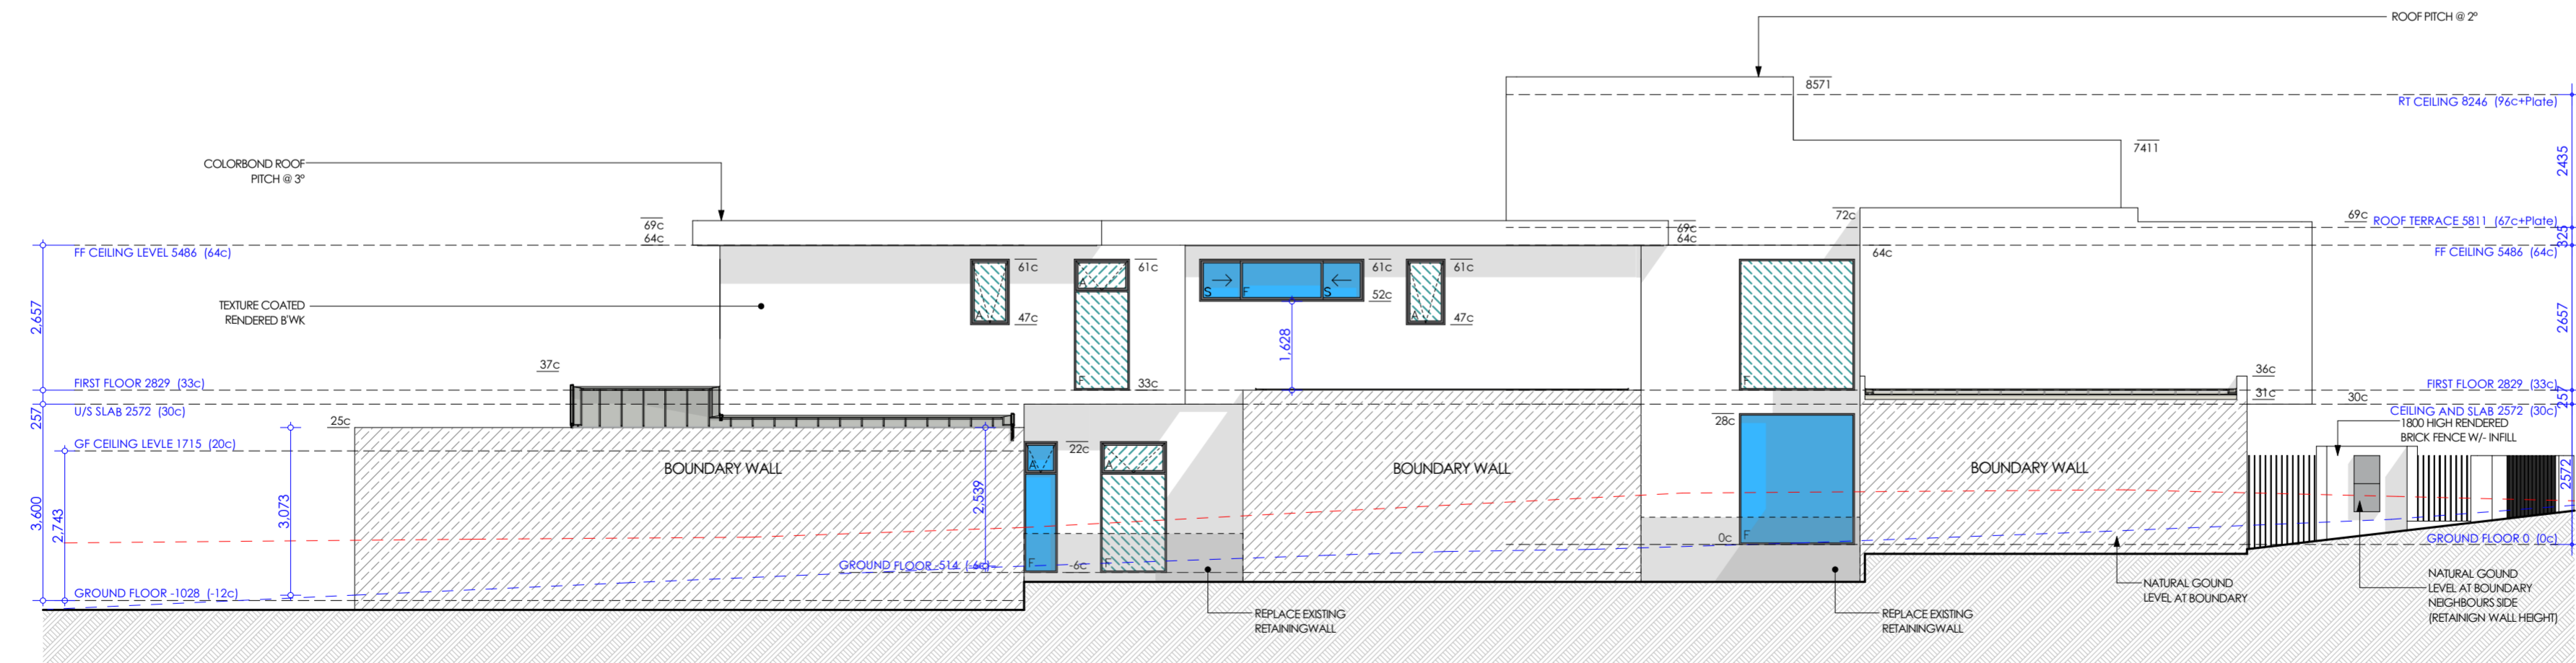 ROOF PITCH @ 2º
8571
RT CEILING 8246 (96c+Plate)
7411
2435
COLORBOND ROOF
PITCH @ 3º
69c
64c
69c
64c
72c
64c
69c
ROOF TERRACE 5811 (67c+Plate)
325
FF CEILING LEVEL 5486 (64c)
FF CEILING 5486 (64c)
61c
61c
61c
61c
A
S
F
S
52c
TEXTURE COATED
RENDERED B'WK
A
47c
A
47c
2,657
1,628
2657
37c
F
33c
F
36c
FIRST FLOOR 2829 (33c)
FIRST FLOOR 2829 (33c)
31c
257
257
30c
U/S SLAB 2572 (30c)
CEILING AND SLAB 2572 (30c)
25c
28c
1800 HIGH RENDERED
BRICK FENCE W/- INFILL
GF CEILING LEVLE 1715 (20c)
22c
BOUNDARY WALL
A
A
BOUNDARY WALL
BOUNDARY WALL
3,600
2,743
3,073
2,539
2572
0c
F
GROUND FLOOR 0 (0c)
GROUND FLOOR -514 (-6c)
F
-6c
F
GROUND FLOOR -1028 (-12c)
NATURAL GOUND
LEVEL AT BOUNDARY
NATURAL GOUND
LEVEL AT BOUNDARY
NEIGHBOURS SIDE
(RETAINIGN WALL HEIGHT)
REPLACE EXISTING
RETAININGWALL
REPLACE EXISTING
RETAININGWALL